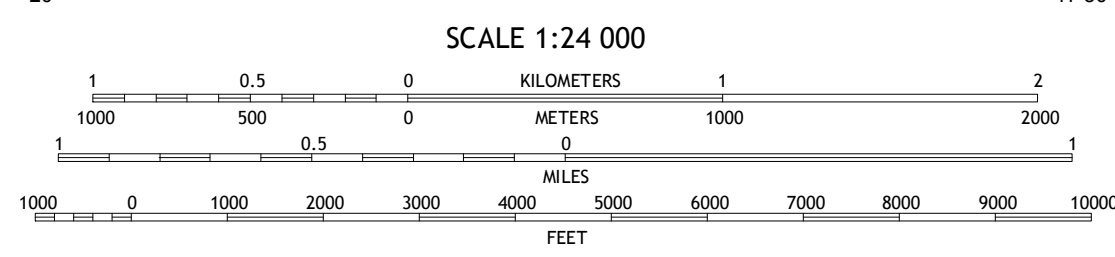 SCALE 1:24 000
1 0.5 0 KILOMETERS 1 2
1000 500 0 METERS 1000 2000
1 0.5 0 1
MILES
1000 0 1000 2000 3000 4000 5000 6000 7000 8000 9000 10000
FEET